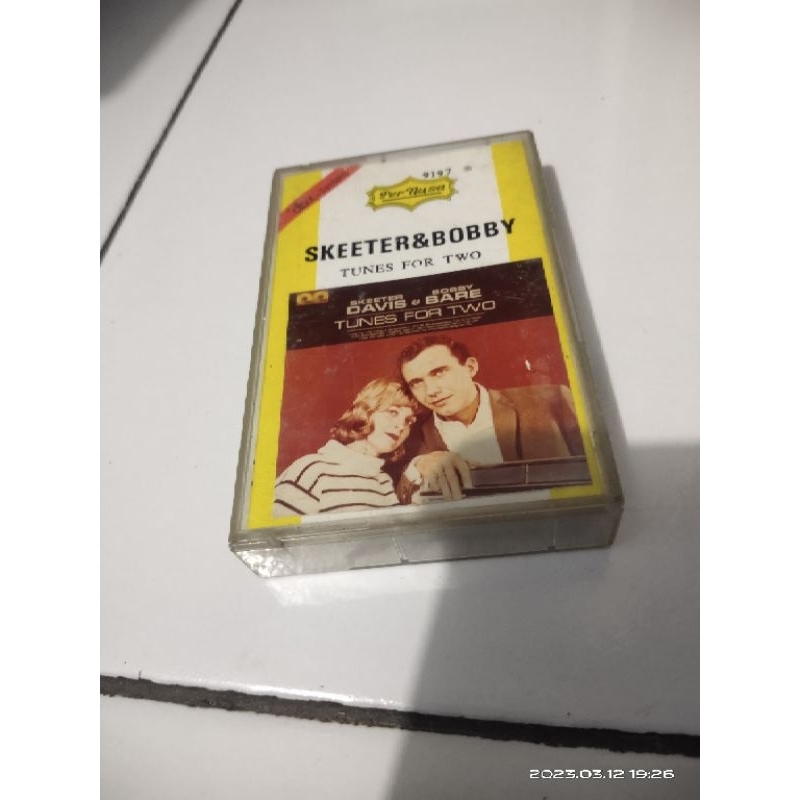 9197
Per Nusa
SKEETER&BOBBY
TUNES FOR TWO
SKEETER BOBBY
DAVIS & BARE
TUNES FOR TWO
2023.03.12 19:26